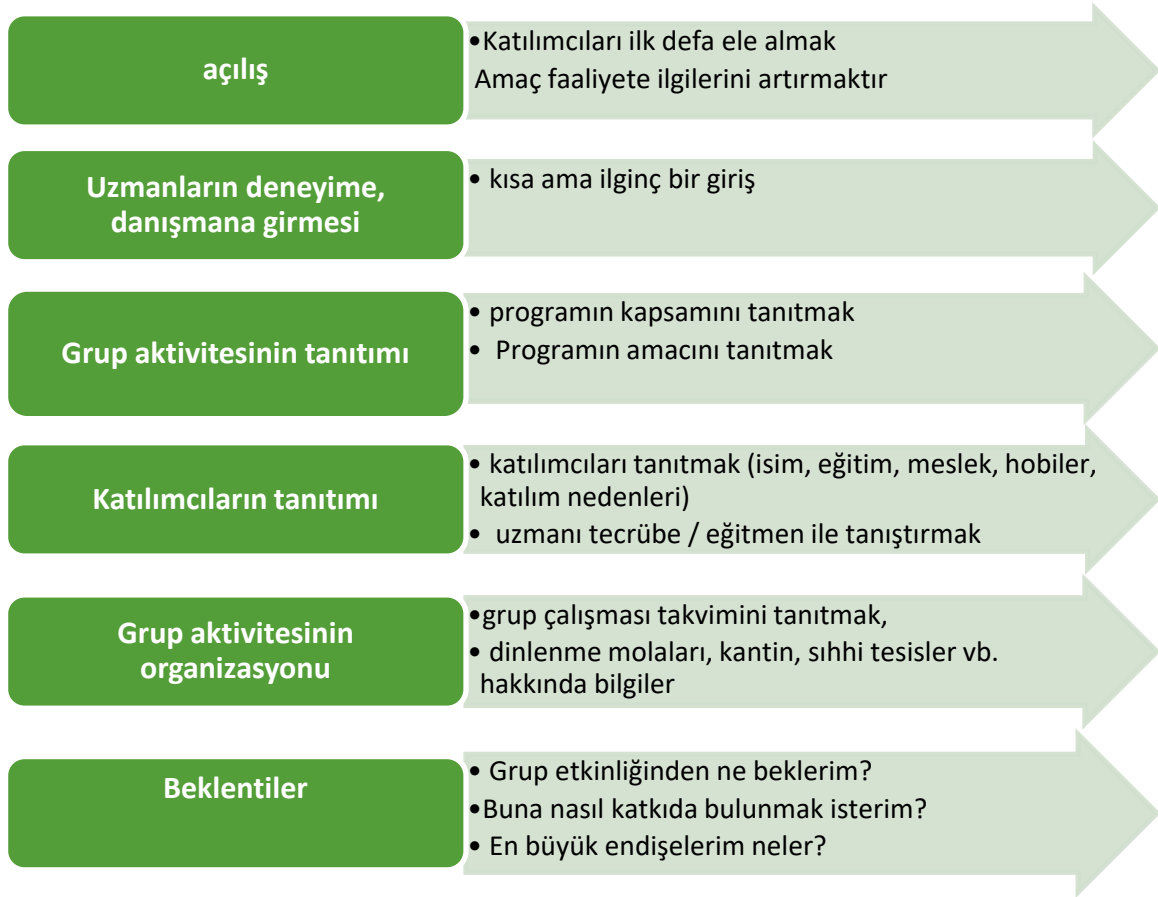 açılış
•Katılımcıları ilk defa ele almak
Amaç faaliyete ilgilerini artırmaktır
Uzmanların deneyime,
danışmana girmesi
• kısa ama ilginç bir giriş
Grup aktivitesinin tanıtımı
• programın kapsamını tanıtmak
• Programın amacını tanıtmak
Katılımcıların tanıtımı
• katılımcıları tanıtmak (isim, eğitim, meslek, hobiler,
katılım nedenleri)
• uzmanı tecrübe / eğitmen ile tanıştırmak
Grup aktivitesinin
organizasyonu
•grup çalışması takvimini tanıtmak,
• dinlenme molaları, kantin, sıhhi tesisler vb.
hakkında bilgiler
Beklentiler
• Grup etkinliğinden ne beklerim?
•Buna nasıl katkıda bulunmak isterim?
• En büyük endişelerim neler?